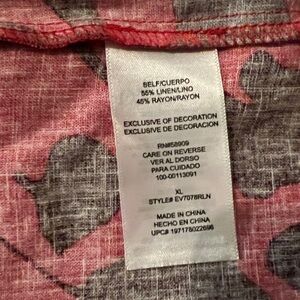 SELF/CUERPO
55% LINEN/LINO
45% RAYON/RAYON
EXCLUSIVE OF DECORATION
EXCLUSIVE DE DECORACION
RN#58909
CARE ON REVERSE
VER AL DORSO
PARA CUIDADO
100-00113091
XL
STYLE# EV7078RLN
MADE IN CHINA
HECHO EN CHINA
UPC# 197178022696